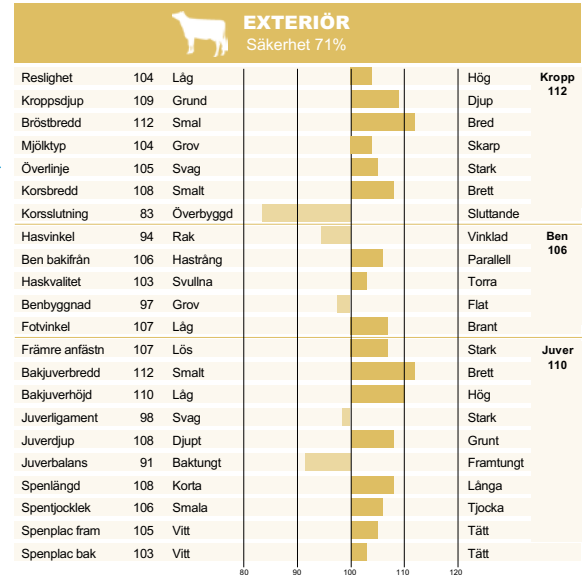 EXTERIÖR
Säkerhet 71%
Reslighet 104 Låg Hög Kropp
Kroppsdjup 109 Grund Djup 112
Bröstbredd 112 Smal Bred
Mjölktyp 104 Grov Skarp
Överlinje 105 Svag Stark
Korsbredd 108 Smalt Brett
Korsslutning 83 Överbyggd Sluttande
Hasvinkel 94 Rak Vinklad Ben
Ben bakifrån 106 Hastrång Parallell 106
Haskvalitet 103 Svullna Torra
Benbyggnad 97 Grov Flat
Fotvinkel 107 Låg Brant
Främre anfästn 107 Lös Stark Juver
Bakjuverbredd 112 Smalt Brett 110
Bakjuverhöjd 110 Låg Hög
Juverligament 98 Svag Stark
Juverdjup 108 Djupt Grunt
Juverbalans 91 Baktungt Framtungt
Spenlängd 108 Korta Långa
Spentjocklek 106 Smala Tjocka
Spenplac fram 105 Vitt Tätt
Spenplac bak 103 Vitt Tätt
80 90 100 110 120